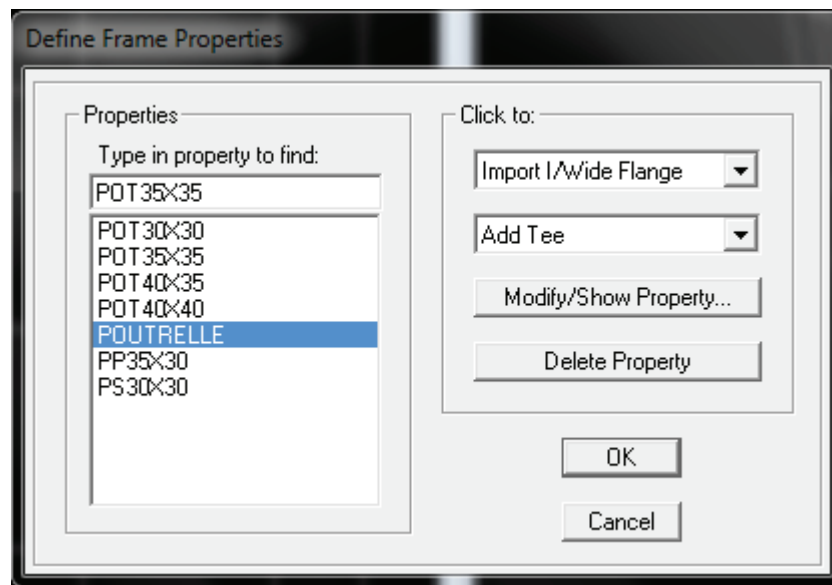 Define Frame Properties
Properties
Type in property to find:
POT35X35
POT30X30
POT35X35
POT40X35
POT40X40
POUTRELLE
PP35X30
PS30X30
Click to:
Import I/Wide Flange
Add Tee
Modify/Show Property...
Delete Property
OK
Cancel